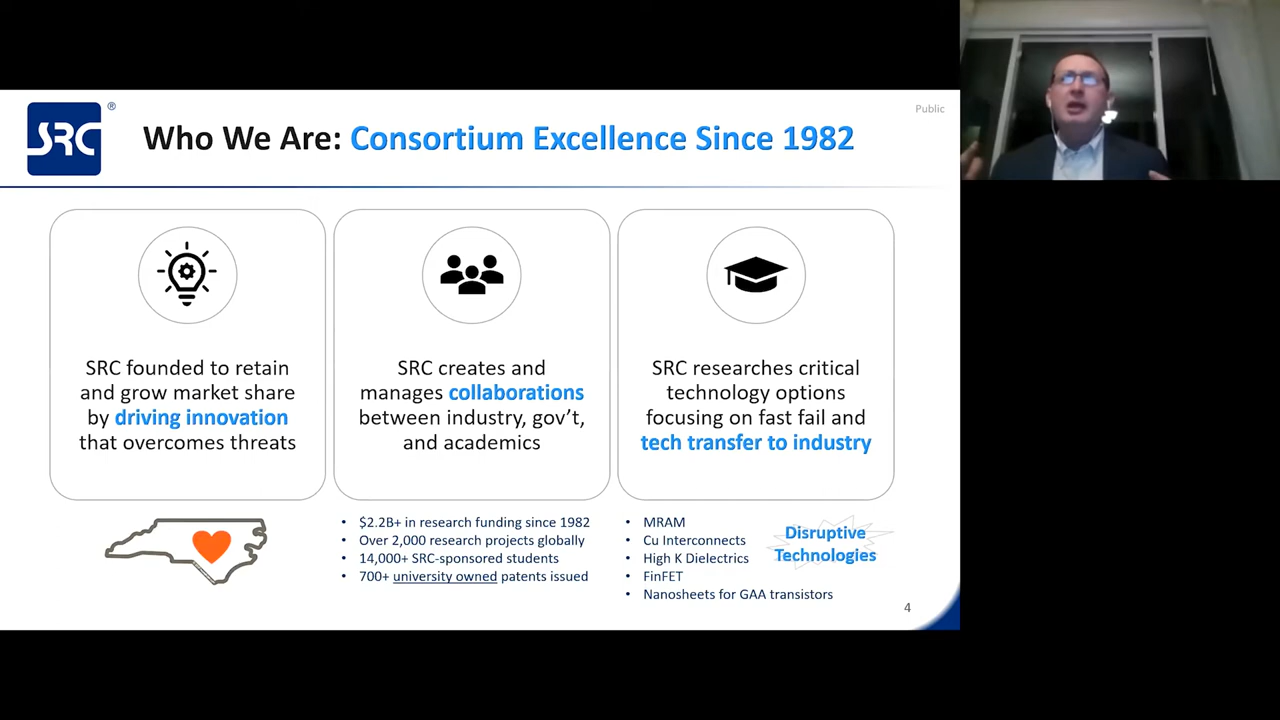 SRC
®
Public
Who We Are: Consortium Excellence Since 1982
SRC founded to retain
and grow market share
by driving innovation
that overcomes threats
SRC creates and
manages collaborations
between industry, gov't,
and academics
SRC researches critical
technology options
focusing on fast fail and
tech transfer to industry
• $2.2B+ in research funding since 1982
• Over 2,000 research projects globally
• 14,000+ SRC-sponsored students
• 700+ university owned patents issued
• MRAM
• Cu Interconnects
• High K Dielectrics
• FinFET
• Nanosheets for GAA transistors
Disruptive
Technologies
4